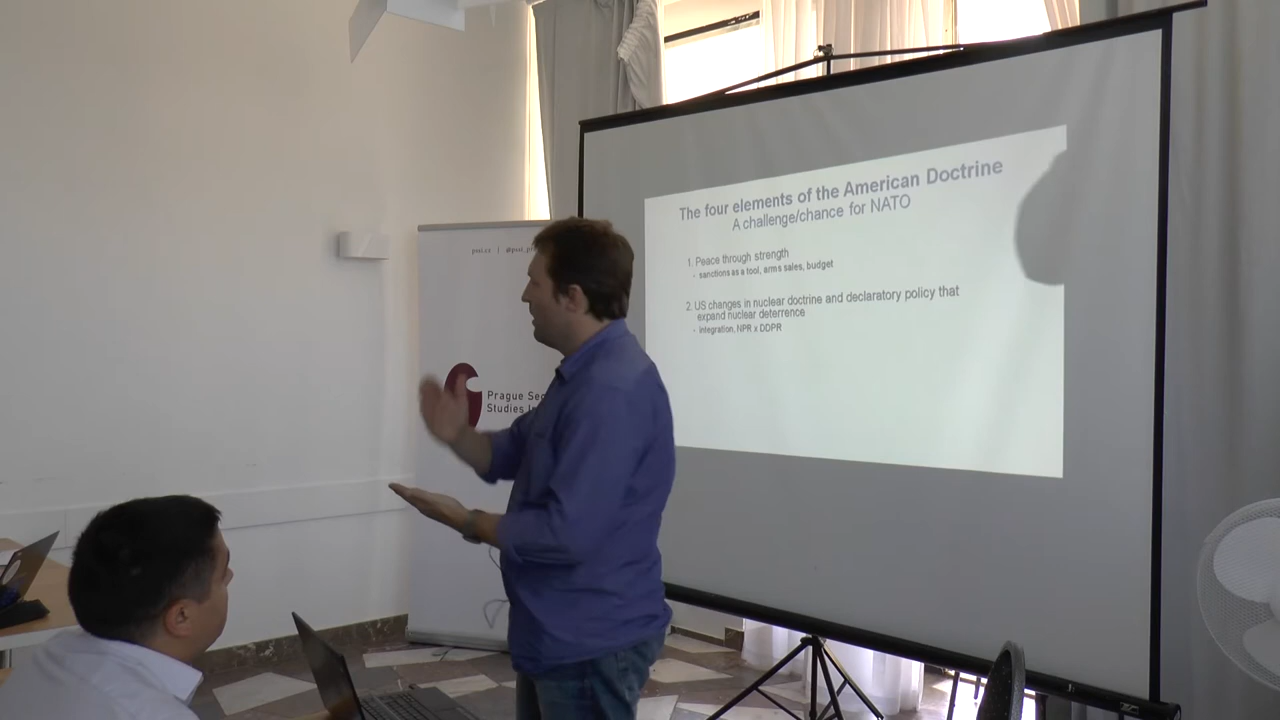 The four elements of the American Doctrine
A challenge/chance for NATO
1. Peace through strength
- sanctions as a tool, arms sales, budget
2. US changes in nuclear doctrine and declaratory policy that
expand nuclear deterrence
- integration, NPR x DDPR
pssi.cz |
Prague Sec
Studies I